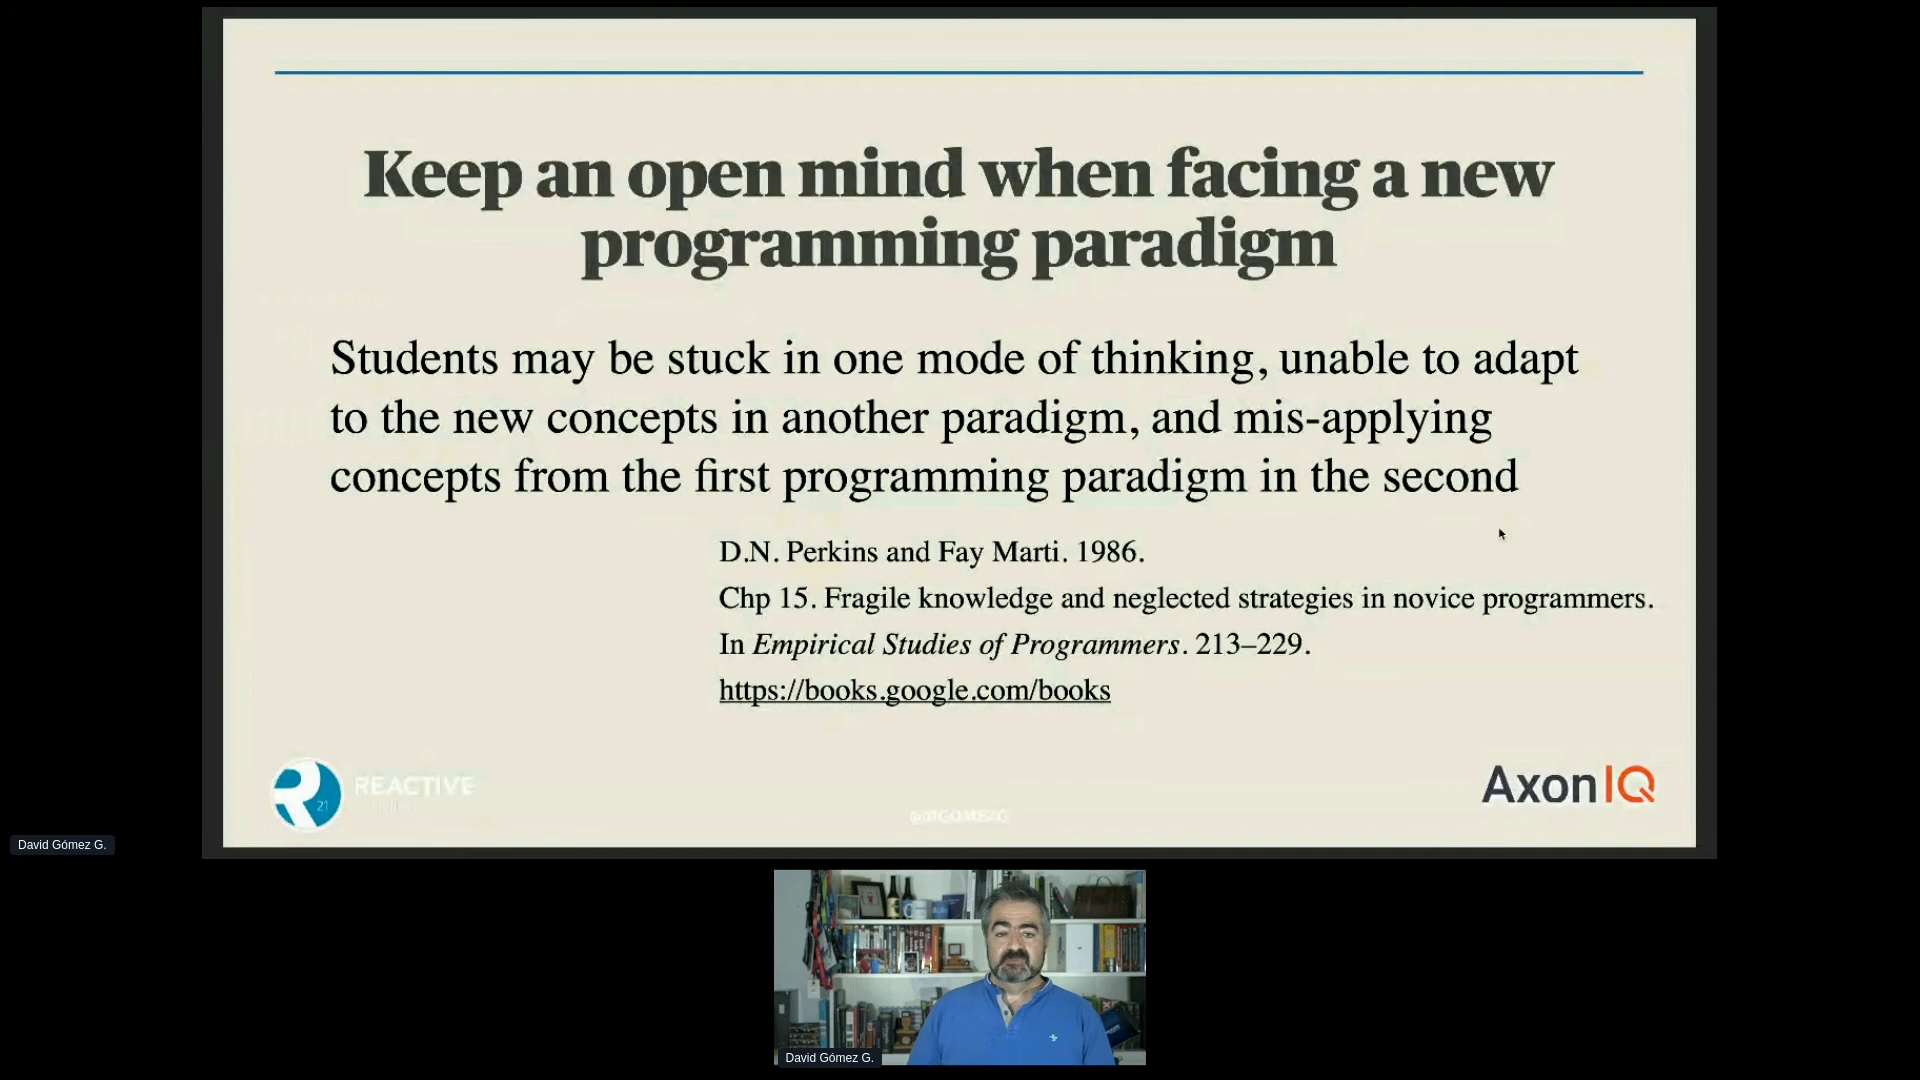 Keep an open mind when facing a new
programming paradigm
Students may be stuck in one mode of thinking, unable to adapt
to the new concepts in another paradigm, and mis-applying
concepts from the first programming paradigm in the second
D.N. Perkins and Fay Marti. 1986.
Chp 15. Fragile knowledge and neglected strategies in novice programmers.
In Empirical Studies of Programmers. 213–229.
https://books.google.com/books
R 21
REACTIVE
AxonIQ
David Gómez G.
David Gómez G.